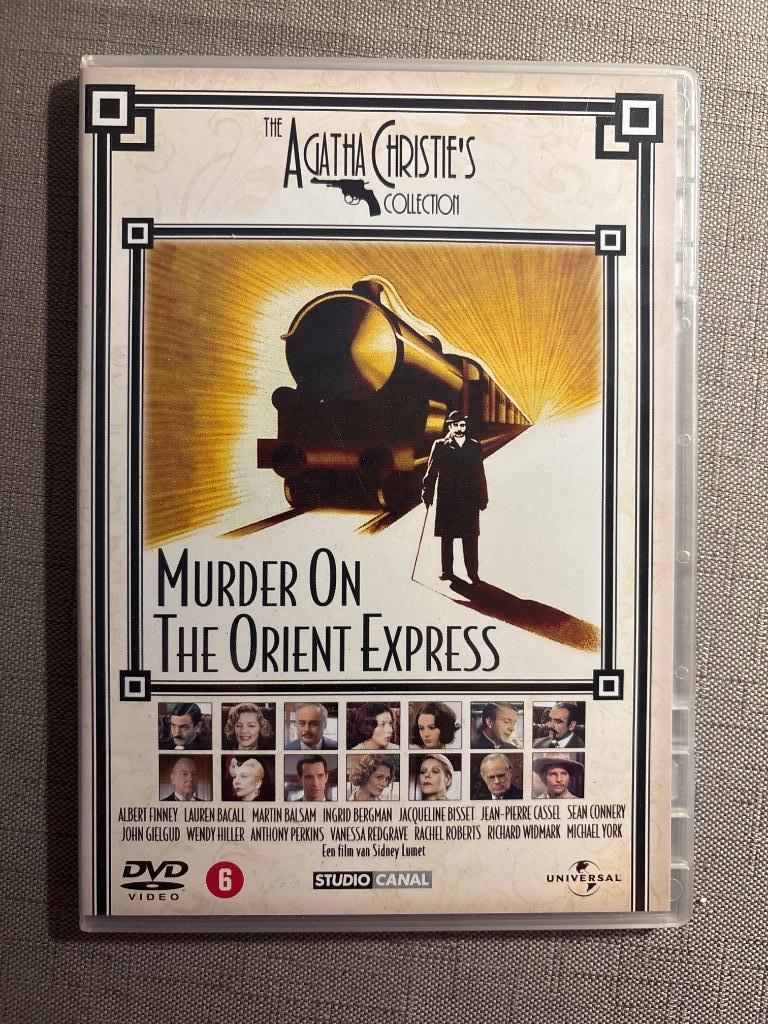 THE
AGATHA CHRISTIE'S
COLLECTION
MURDER ON
THE ORIENT EXPRESS
ALBERT FINNEY LAUREN BACALL MARTIN BALSAM INGRID BERGMAN JACQUELINE BISSET JEAN-PIERRE CASSEL SEAN CONNERY
JOHN GIELGUD WENDY HILLER ANTHONY PERKINS VANESSA REDGRAVE RACHEL ROBERTS RICHARD WIDMARK MICHAEL YORK
Een film van Sidney Lumet
DVD
VIDEO
6
STUDIO CANAL
UNIVERSAL